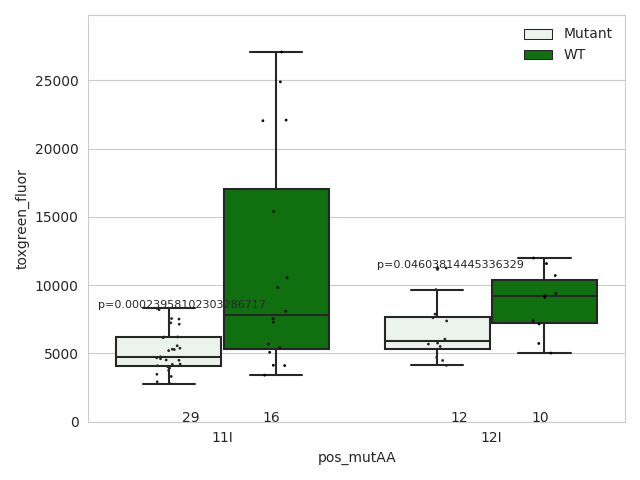 Mutant
WT
25000
20000
15000
10000
5000
0
toxgreen_fluor
p=0.00023958102303286717
p=0.04603814445336329
29
16
12
10
11I
12I
pos_mutAA